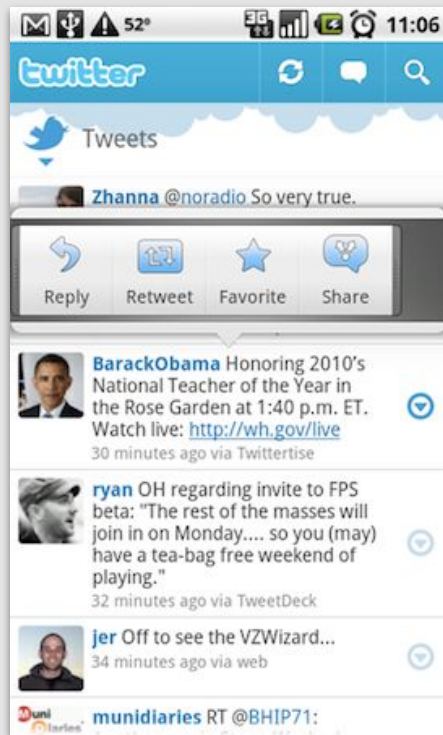 52°
3G
11:06
twitter
Tweets
Zhanna @noradio So very true.
Reply Retweet Favorite Share
BarackObama Honoring 2010's
National Teacher of the Year in
the Rose Garden at 1:40 p.m. ET.
Watch live: http://wh.gov/live
30 minutes ago via Twittertise
ryan OH regarding invite to FPS
beta: "The rest of the masses will
join in on Monday.... so you (may)
have a tea-bag free weekend of
playing."
32 minutes ago via TweetDeck
jer Off to see the VZWizard...
34 minutes ago via web
Muni
Diaries
munidiaries RT @BHIP71: